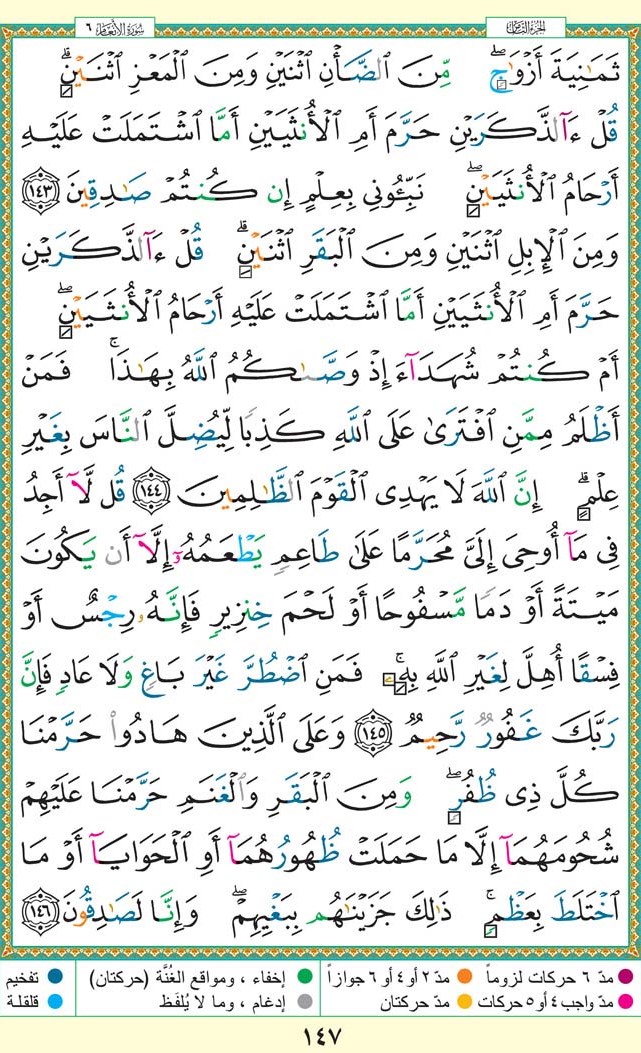 الجزء الثامن
سورة الأنعام ٦
ثَمَٰنِيَةَ أَزْوَٰجٍۖ مِّنَ ٱلضَّأْنِ ٱثْنَيْنِ وَمِنَ ٱلْمَعْزِ ٱثْنَيْنِۗ
قُلْ ءَآلذَّكَرَيْنِ حَرَّمَ أَمِ ٱلْأُنثَيَيْنِ أَمَّا ٱشْتَمَلَتْ عَلَيْهِ
أَرْحَامُ ٱلْأُنثَيَيْنِۖ نَبِّـُٔونِي بِعِلْمٍ إِن كُنتُمْ صَٰدِقِينَ ١٤٣
وَمِنَ ٱلْإِبِلِ ٱثْنَيْنِ وَمِنَ ٱلْبَقَرِ ٱثْنَيْنِۗ قُلْ ءَآلذَّكَرَيْنِ
حَرَّمَ أَمِ ٱلْأُنثَيَيْنِ أَمَّا ٱشْتَمَلَتْ عَلَيْهِ أَرْحَامُ ٱلْأُنثَيَيْنِۖ
أَمْ كُنتُمْ شُهَدَآءَ إِذْ وَصَّىٰكُمُ ٱللَّهُ بِهَٰذَاۚ فَمَنْ
أَظْلَمُ مِمَّنِ ٱفْتَرَىٰ عَلَى ٱللَّهِ كَذِبًا لِّيُضِلَّ ٱلنَّاسَ بِغَيْرِ
عِلْمٍۗ إِنَّ ٱللَّهَ لَا يَهْدِى ٱلْقَوْمَ ٱلظَّٰلِمِينَ ١٤٤ قُل لَّآ أَجِدُ
فِى مَآ أُوحِىَ إِلَىَّ مُحَرَّمًا عَلَىٰ طَاعِمٍ يَطْعَمُهُۥٓ إِلَّآ أَن يَكُونَ
مَيْتَةً أَوْ دَمًا مَّسْفُوحًا أَوْ لَحْمَ خِنزِيرٍ فَإِنَّهُۥ رِجْسٌ أَوْ
فِسْقًا أُهِلَّ لِغَيْرِ ٱللَّهِ بِهِۦۚ فَمَنِ ٱضْطُرَّ غَيْرَ بَاغٍ وَلَا عَادٍ فَإِنَّ
رَبَّكَ غَفُورٌ رَّحِيمٌ ١٤٥ وَعَلَى ٱلَّذِينَ هَادُوا۟ حَرَّمْنَا
كُلَّ ذِى ظُفُرٍۖ وَمِنَ ٱلْبَقَرِ وَٱلْغَنَمِ حَرَّمْنَا عَلَيْهِمْ
شُحُومَهُمَآ إِلَّا مَا حَمَلَتْ ظُهُورُهُمَآ أَوِ ٱلْحَوَايَآ أَوْ مَا
ٱخْتَلَطَ بِعَظْمٍۚ ذَٰلِكَ جَزَيْنَٰهُم بِبَغْيِهِمْۖ وَإِنَّا لَصَٰدِقُونَ ١٤٦
مدّ ٦ حركات لزوماً مدّ ٢ أو ٤ أو ٦ جوازاً إخفاء ، ومواقع الغُنَّة (حركتان) تفخيم
مدّ واجب ٤ أو ٥ حركات مدّ حركتان إدغام ، وما لا يُلفَظ قلقلة
١٤٧